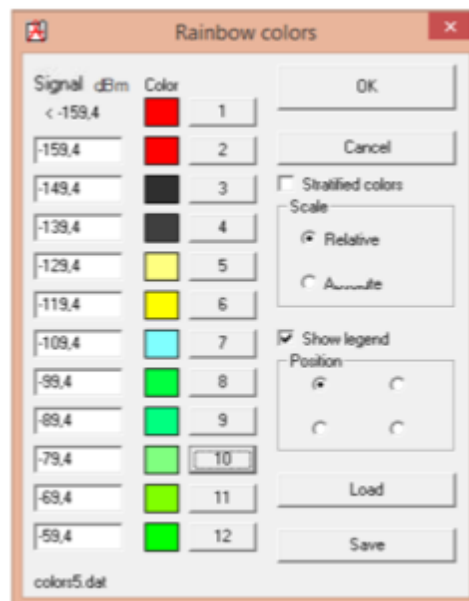 Rainbow colors
x
Signal dBm Color
< -159,4 1
-159,4 2
-149,4 3
-139,4 4
-129,4 5
-119,4 6
-109,4 7
-99,4 8
-89,4 9
-79,4 10
-69,4 11
-59,4 12
colors5.dat
OK
Cancel
Stratified colors
Scale
Relative
Show legend
Position
Load
Save